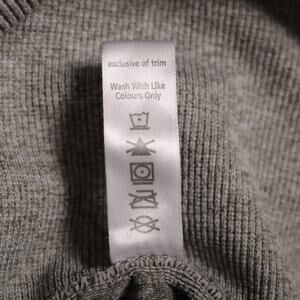 exclusive of trim
Wash With Like
Colours Only